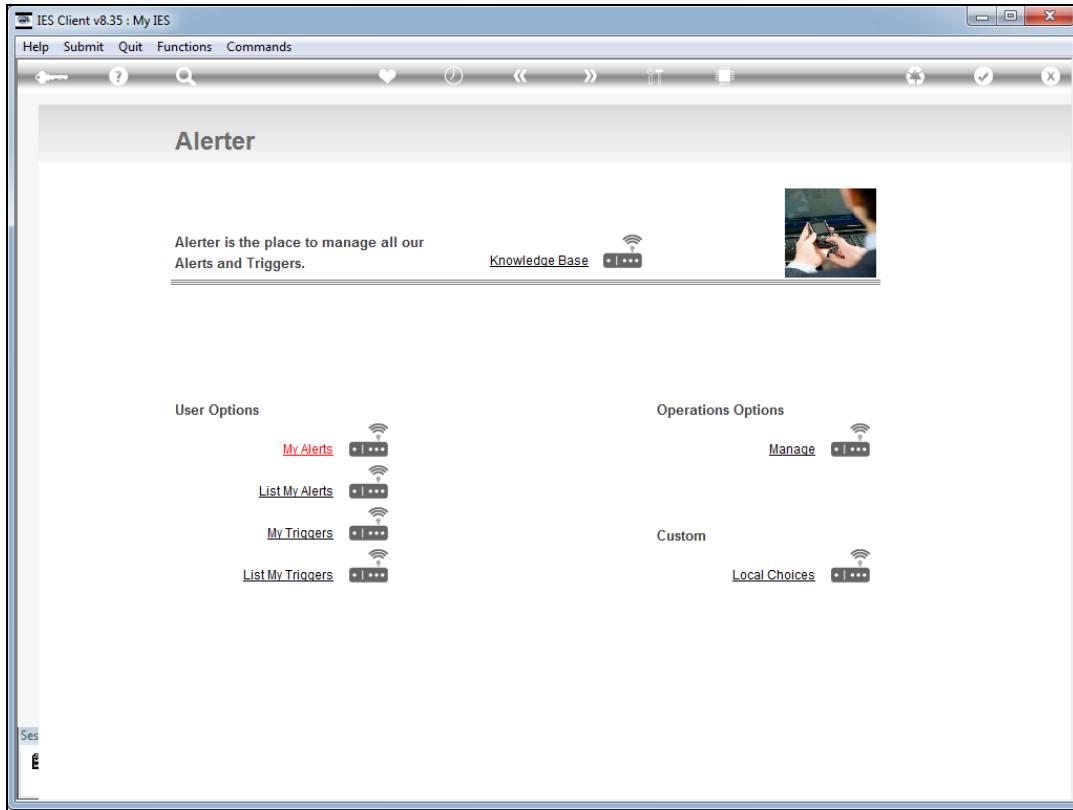 IES Client v8.35 : My IES
Help Submit Quit Functions Commands
Alerter
Alerter is the place to manage all our
Alerts and Triggers.
Knowledge Base
User Options
My Alerts
List My Alerts
My Triggers
List My Triggers
Operations Options
Manage
Custom
Local Choices
Ses